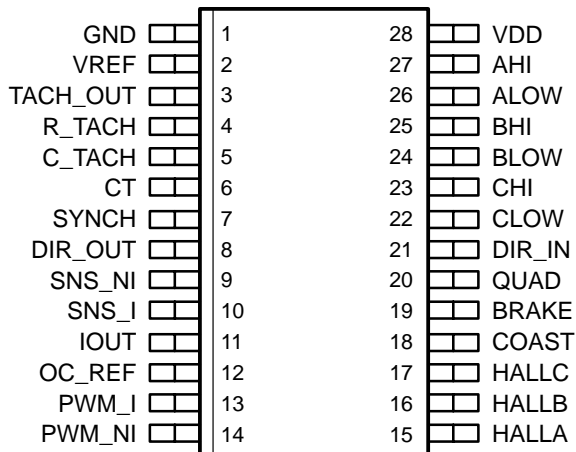 GND 1 28 VDD
VREF 2 27 AHI
TACH_OUT 3 26 ALOW
R_TACH 4 25 BHI
C_TACH 5 24 BLOW
CT 6 23 CHI
SYNCH 7 22 CLOW
DIR_OUT 8 21 DIR_IN
SNS_NI 9 20 QUAD
SNS_I 10 19 BRAKE
IOUT 11 18 COAST
OC_REF 12 17 HALLC
PWM_I 13 16 HALLB
PWM_NI 14 15 HALLA